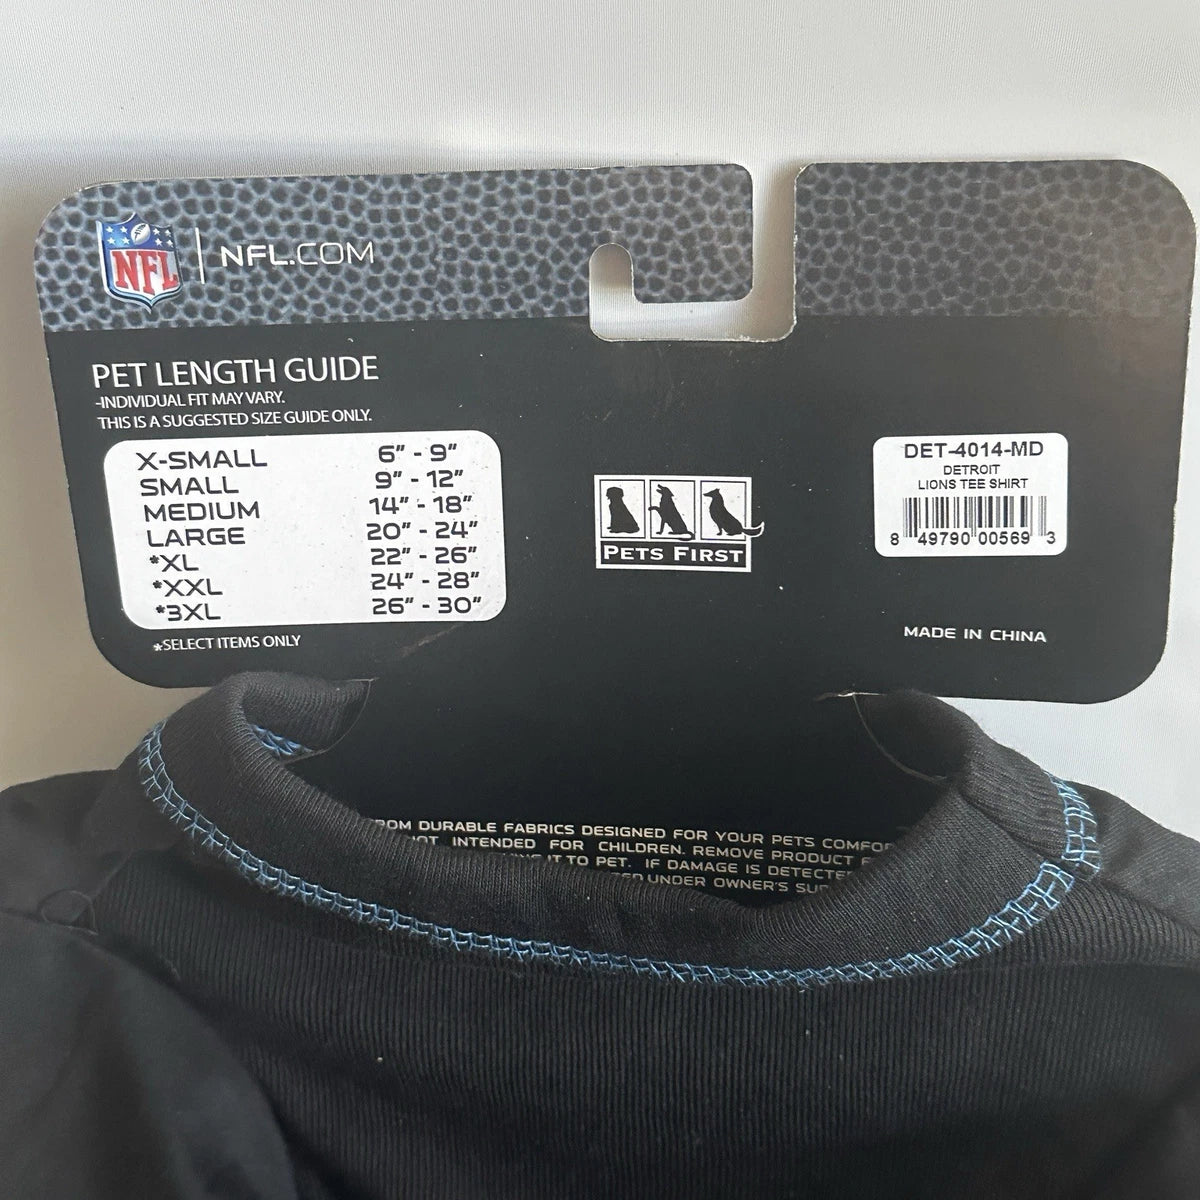 NFL | NFL.COM
PET LENGTH GUIDE
-INDIVIDUAL FIT MAY VARY.
THIS IS A SUGGESTED SIZE GUIDE ONLY.
X-SMALL 6" - 9"
SMALL 9" - 12"
MEDIUM 14" - 18"
LARGE 20" - 24"
*XL 22" - 26"
*XXL 24" - 28"
*3XL 26" - 30"
*SELECT ITEMS ONLY
PETS FIRST
DET-4014-MD
DETROIT
LIONS TEE SHIRT
8 49790 00569 3
MADE IN CHINA
DURABLE FABRICS DESIGNED FOR YOUR PETS
INTENDED FOR CHILDREN. REMOVE PRODUCT
IT TO PET. IF DAMAGE IS DETECTED
UNDER OWNER'S